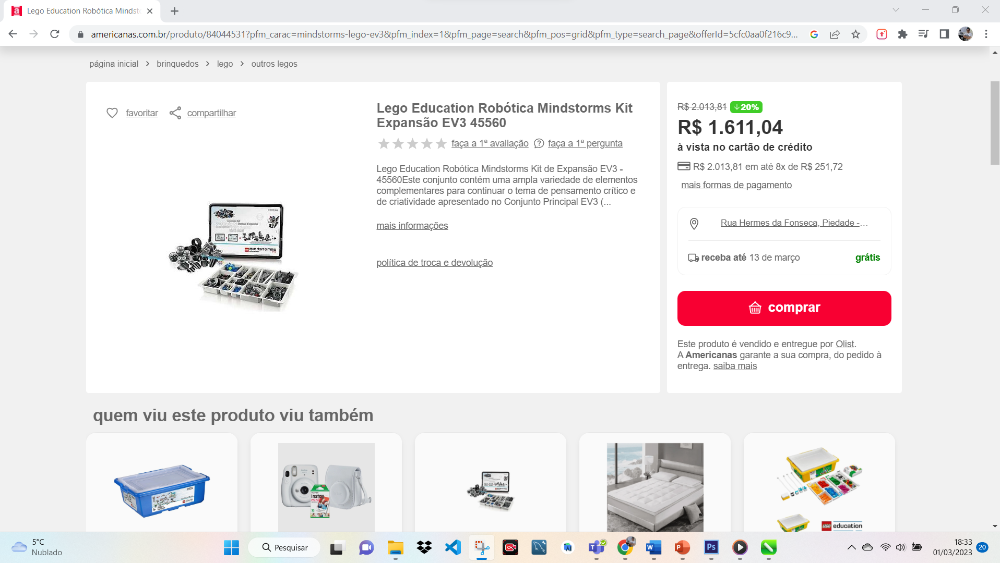 Lego Education Robótica Mindsto
americanas.com.br/produto/84044531?pfm_carac=mindstorms-lego-ev3&pfm_index=1&pfm_page=search&pfm_pos=grid&pfm_type=search_page&offerId=5cfc0aa0f216c9...
página inicial > brinquedos > lego > outros legos
favoritar compartilhar
Lego Education Robótica Mindstorms Kit
Expansão EV3 45560
faça a 1ª avaliação faça a 1ª pergunta
Lego Education Robótica Mindstorms Kit de Expansão EV3 -
45560Este conjunto contém uma ampla variedade de elementos
complementares para continuar o tema de pensamento crítico e
de criatividade apresentado no Conjunto Principal EV3 (...
mais informações
política de troca e devolução
mindstorms
education
R$ 2.013,81 ↓20%
R$ 1.611,04
à vista no cartão de crédito
R$ 2.013,81 em até 8x de R$ 251,72
mais formas de pagamento
Rua Hermes da Fonseca, Piedade -...
receba até 13 de março grátis
comprar
Este produto é vendido e entregue por Olist.
A Americanas garante a sua compra, do pedido à
entrega. saiba mais
quem viu este produto viu também
instax
mini
LEGO education
5°C
Nublado
Pesquisar
18:33
01/03/2023
20